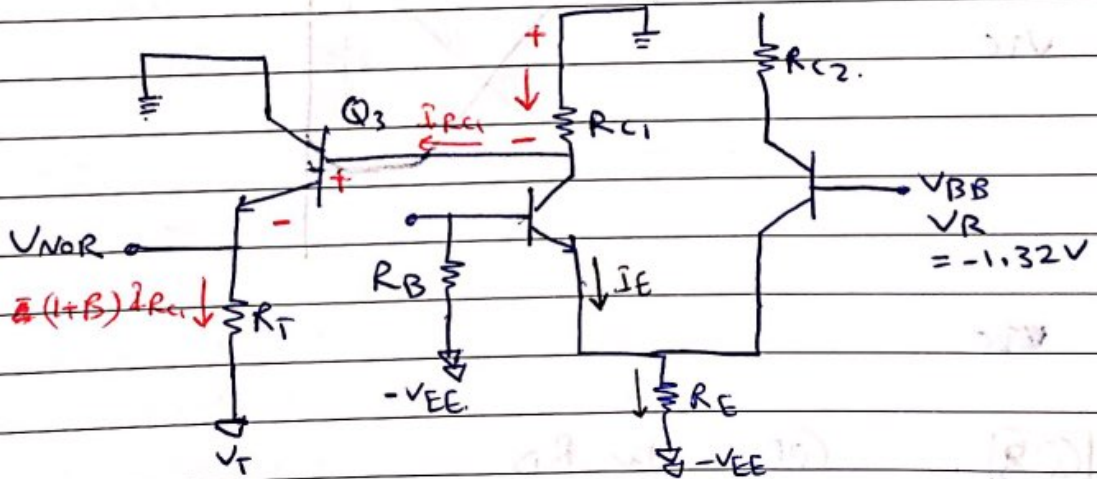 +
RC2.
Q3
IRC1
-
RC1
+
-
VBB
VR
= -1.32V
VNOR
RB
IE
(1+β) IRC1
RT
-VEE.
RE
VT
-VEE